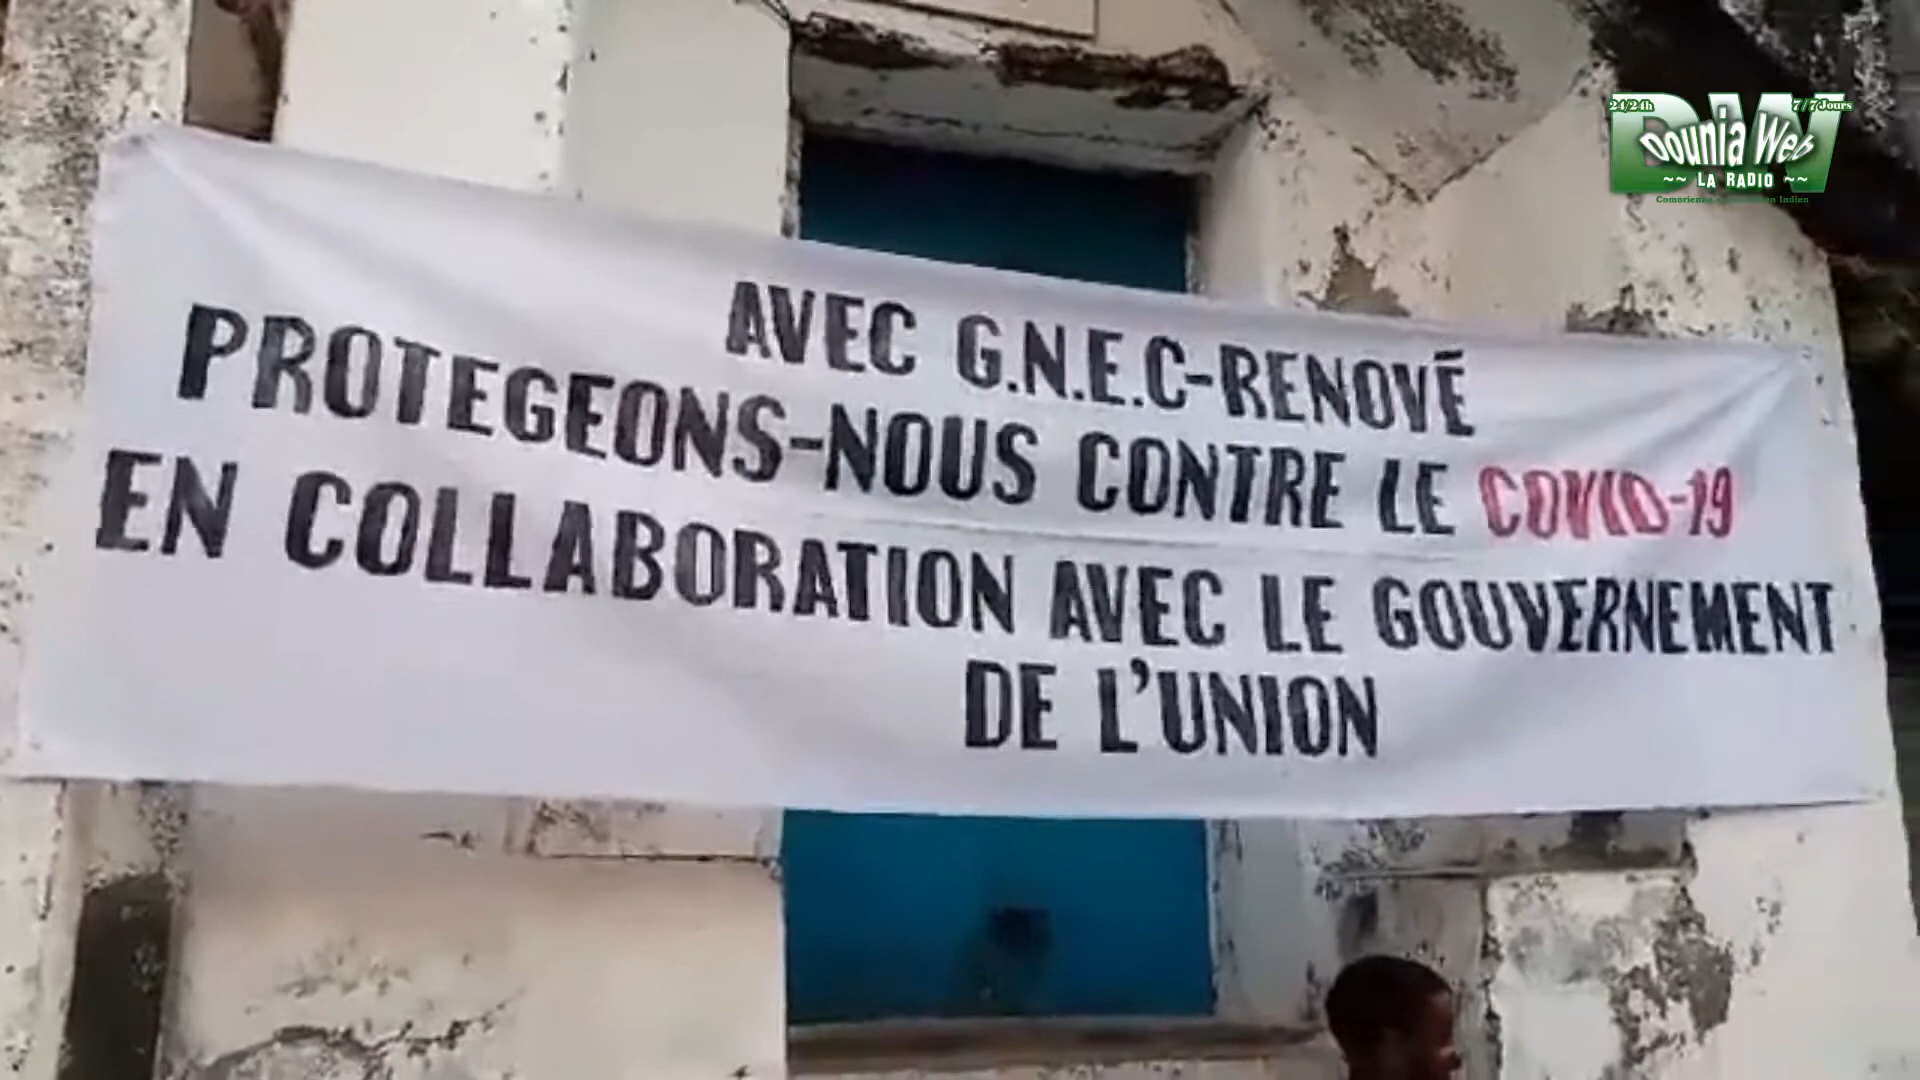 24/24h
7/7Jours
Dounia Web
~~ LA RADIO ~~
AVEC G.N.E.C-RENOVÉ
PROTEGEONS-NOUS CONTRE LE COVID-19
EN COLLABORATION AVEC LE GOUVERNEMENT
DE L'UNION